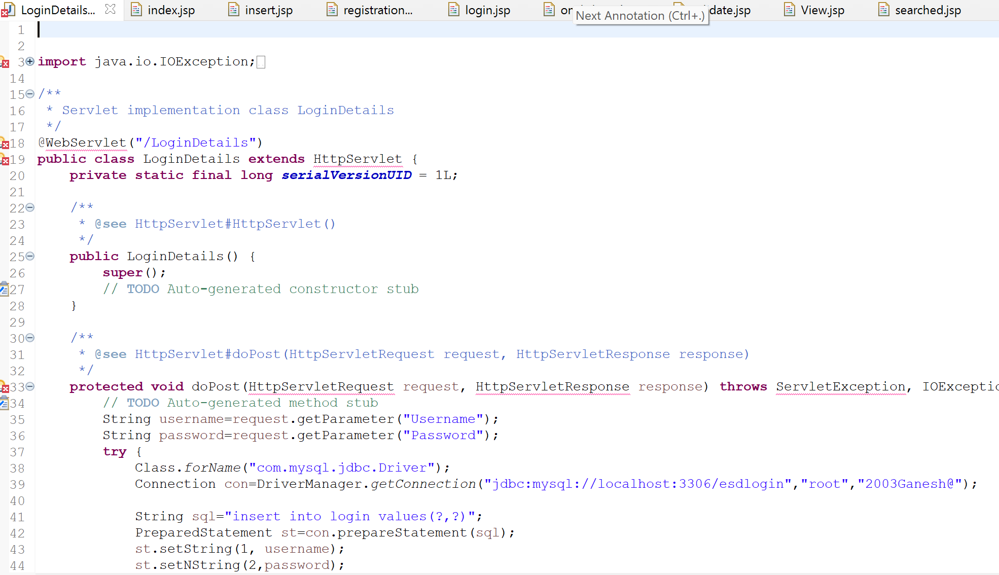 LoginDetails... index.jsp insert.jsp registration... login.jsp date.jsp View.jsp searched.jsp
Next Annotation (Ctrl+.)
1
2
3 import java.io.IOException;
14
15 /**
16 * Servlet implementation class LoginDetails
17 */
18 @WebServlet("/LoginDetails")
19 public class LoginDetails extends HttpServlet {
20 private static final long serialVersionUID = 1L;
21
22 /**
23 * @see HttpServlet#HttpServlet()
24 */
25 public LoginDetails() {
26 super();
27 // TODO Auto-generated constructor stub
28 }
29
30 /**
31 * @see HttpServlet#doPost(HttpServletRequest request, HttpServletResponse response)
32 */
33 protected void doPost(HttpServletRequest request, HttpServletResponse response) throws ServletException, IOExceptio
34 // TODO Auto-generated method stub
35 String username=request.getParameter("Username");
36 String password=request.getParameter("Password");
37 try {
38 Class.forName("com.mysql.jdbc.Driver");
39 Connection con=DriverManager.getConnection("jdbc:mysql://localhost:3306/esdlogin","root","2003Ganesh@");
40
41 String sql="insert into login values(?,?)";
42 PreparedStatement st=con.prepareStatement(sql);
43 st.setString(1, username);
44 st.setNString(2,password);